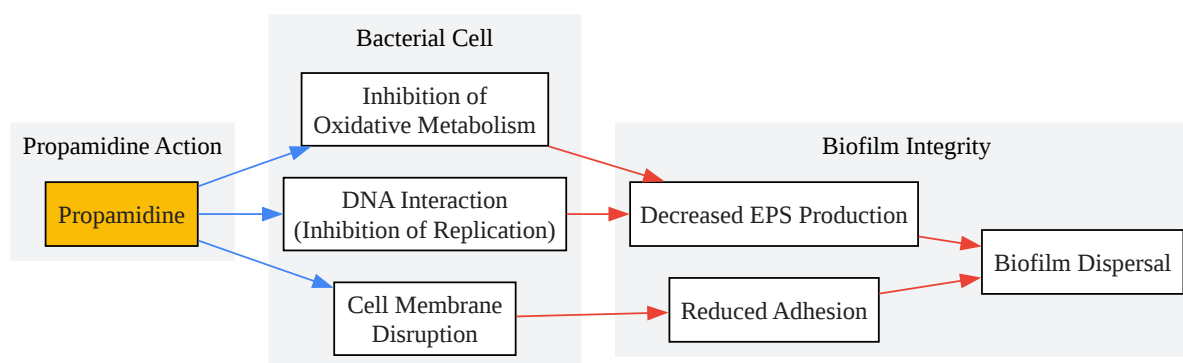 Propamidine Action
Propamidine
Bacterial Cell
Inhibition of
Oxidative Metabolism
DNA Interaction
(Inhibition of Replication)
Cell Membrane
Disruption
Biofilm Integrity
Decreased EPS Production
Reduced Adhesion
Biofilm Dispersal